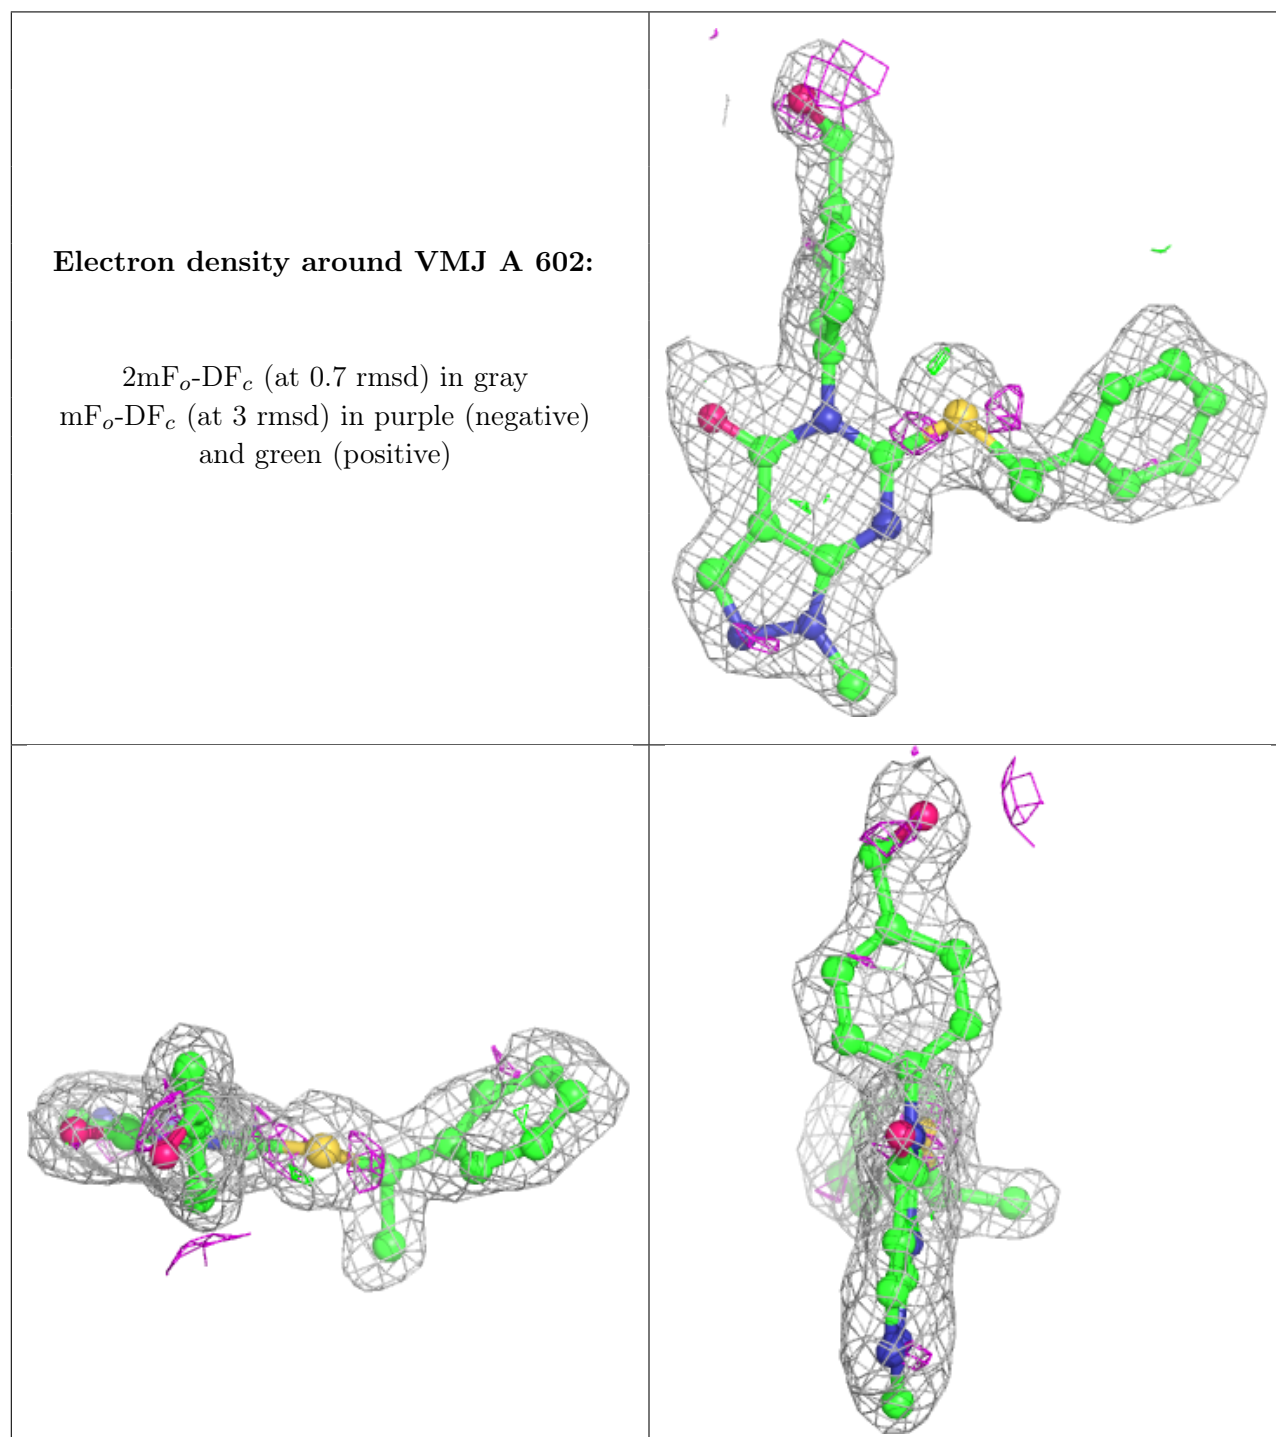 Electron density around VMJ A 602:
2mFo-DFc (at 0.7 rmsd) in gray
mFo-DFc (at 3 rmsd) in purple (negative)
and green (positive)